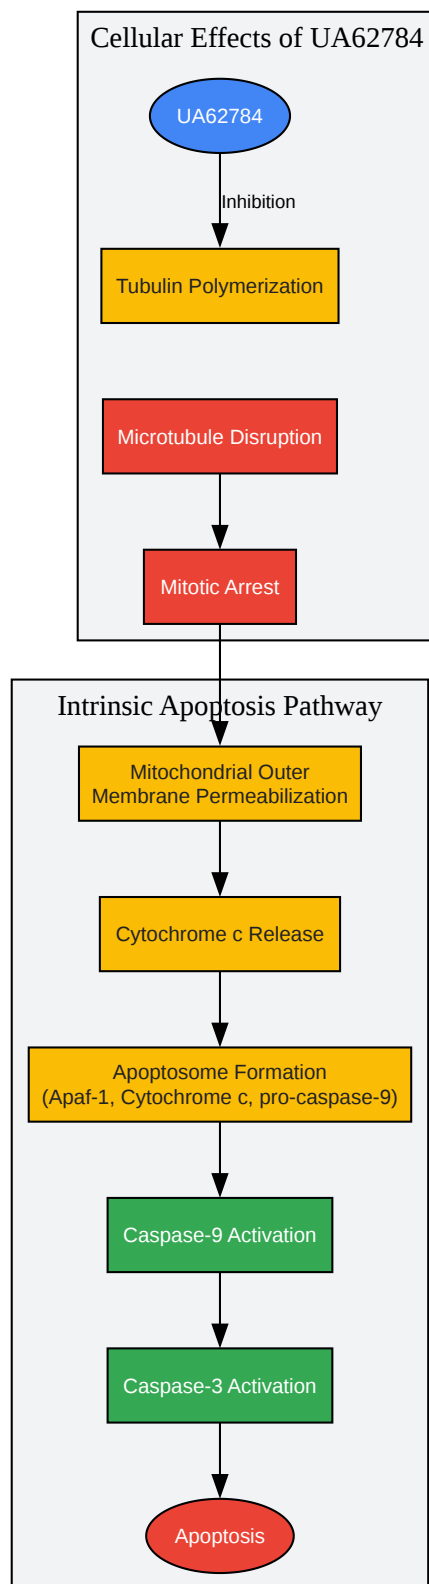 Cellular Effects of UA62784
UA62784
Inhibition
Tubulin Polymerization
Microtubule Disruption
Mitotic Arrest
Intrinsic Apoptosis Pathway
Mitochondrial Outer
Membrane Permeabilization
Cytochrome c Release
Apoptosome Formation
(Apaf-1, Cytochrome c, pro-caspase-9)
Caspase-9 Activation
Caspase-3 Activation
Apoptosis